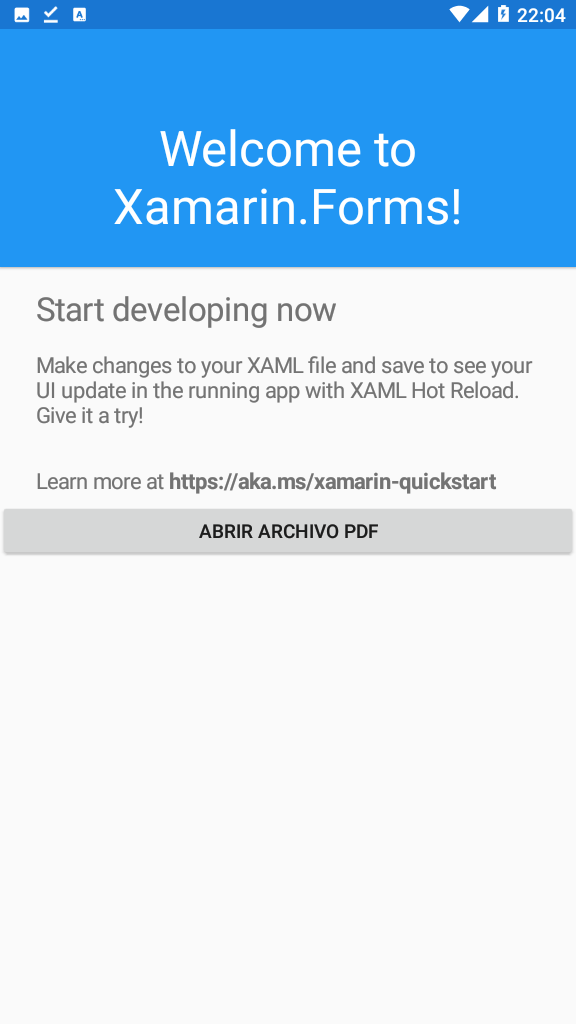 22:04
Welcome to
Xamarin.Forms!
Start developing now
Make changes to your XAML file and save to see your
UI update in the running app with XAML Hot Reload.
Give it a try!
Learn more at https://aka.ms/xamarin-quickstart
ABRIR ARCHIVO PDF